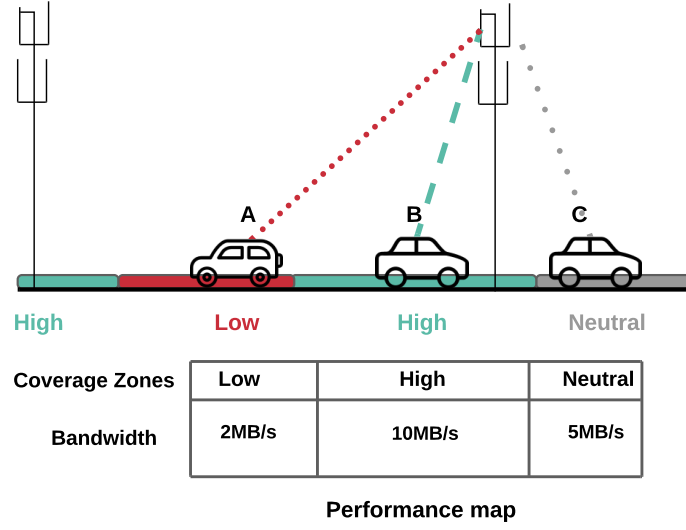 A B C
High Low High Neutral
Coverage Zones Low High Neutral
Bandwidth 2MB/s 10MB/s 5MB/s
Performance map